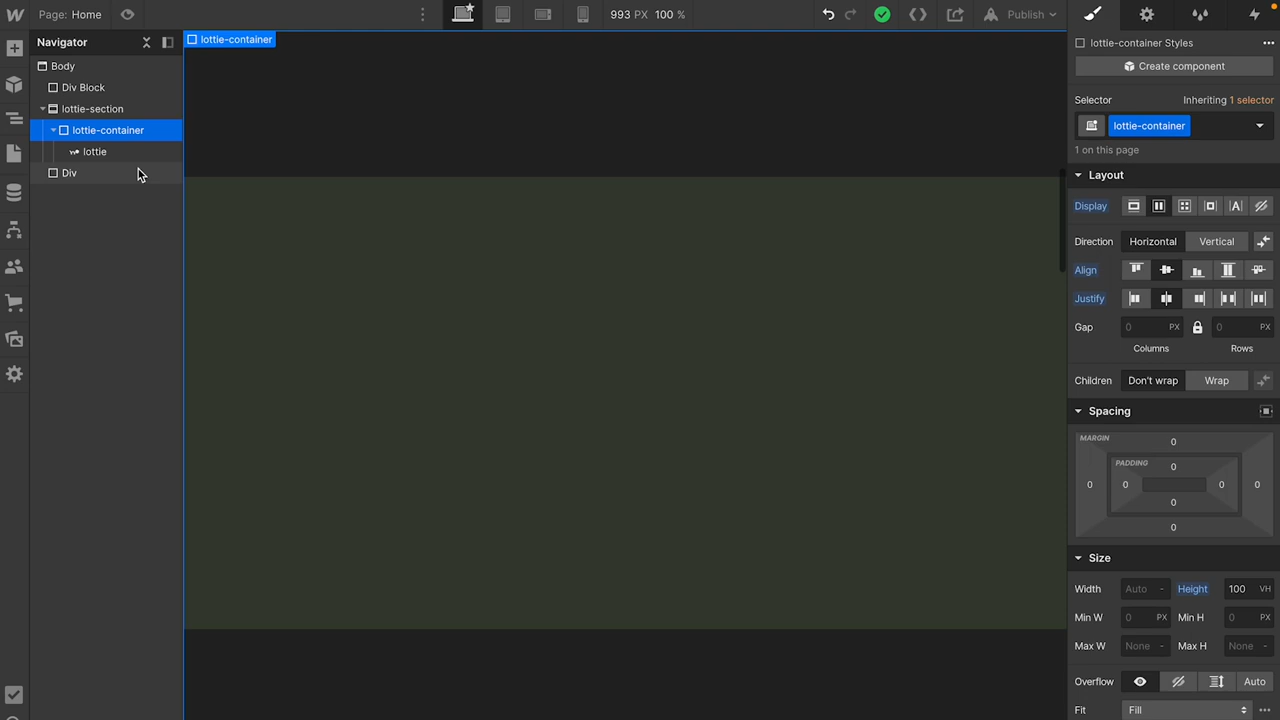 Page: Home
993 PX 100 %
Publish
Navigator
Body
Div Block
lottie-section
lottie-container
lottie
Div
lottie-container
lottie-container Styles
Create component
Selector
Inheriting 1 selector
lottie-container
1 on this page
Layout
Display
Direction Horizontal Vertical
Align
Justify
Gap 0 PX 0 PX
Columns Rows
Children Don't wrap Wrap
Spacing
MARGIN
0
PADDING
0
0 0 0 0
0
0
Size
Width Auto - Height 100 VH
Min W 0 PX Min H 0 PX
Max W None - Max H None -
Overflow Auto
Fit Fill